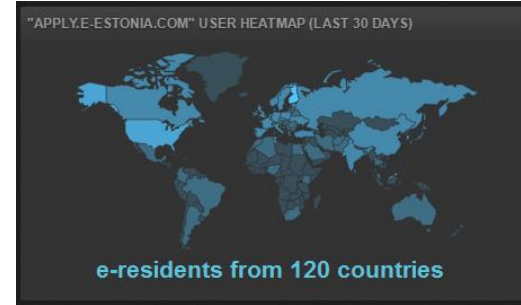 "APPLY.E-ESTONIA.COM" USER HEATMAP (LAST 30 DAYS)
e-residents from 120 countries